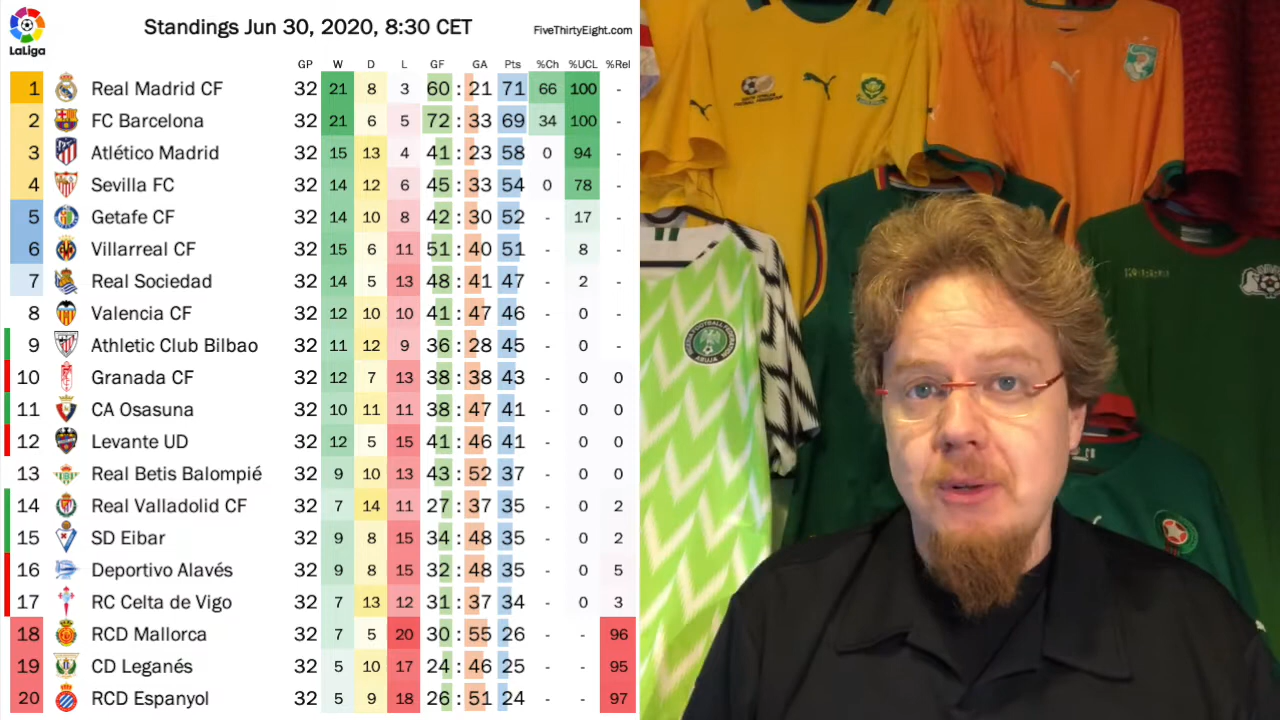 LaLiga
Standings Jun 30, 2020, 8:30 CET
FiveThirtyEight.com
GP W D L GF GA Pts %Ch %UCL %Rel
1 Real Madrid CF 32 21 8 3 60 : 21 71 66 100 -
2 FC Barcelona 32 21 6 5 72 : 33 69 34 100 -
3 Atlético Madrid 32 15 13 4 41 : 23 58 0 94 -
4 Sevilla FC 32 14 12 6 45 : 33 54 0 78 -
5 Getafe CF 32 14 10 8 42 : 30 52 - 17 -
6 Villarreal CF 32 15 6 11 51 : 40 51 - 8 -
7 Real Sociedad 32 14 5 13 48 : 41 47 - 2 -
8 Valencia CF 32 12 10 10 41 : 47 46 - 0 -
9 Athletic Club Bilbao 32 11 12 9 36 : 28 45 - 0 -
10 Granada CF 32 12 7 13 38 : 38 43 - 0 0
11 CA Osasuna 32 10 11 11 38 : 47 41 - 0 0
12 Levante UD 32 12 5 15 41 : 46 41 - 0 0
13 Real Betis Balompié 32 9 10 13 43 : 52 37 - 0 0
14 Real Valladolid CF 32 7 14 11 27 : 37 35 - 0 2
15 SD Eibar 32 9 8 15 34 : 48 35 - 0 2
16 Deportivo Alavés 32 9 8 15 32 : 48 35 - 0 5
17 RC Celta de Vigo 32 7 13 12 31 : 37 34 - 0 3
18 RCD Mallorca 32 7 5 20 30 : 55 26 - - 96
19 CD Leganés 32 5 10 17 24 : 46 25 - - 95
20 RCD Espanyol 32 5 9 18 26 : 51 24 - - 97